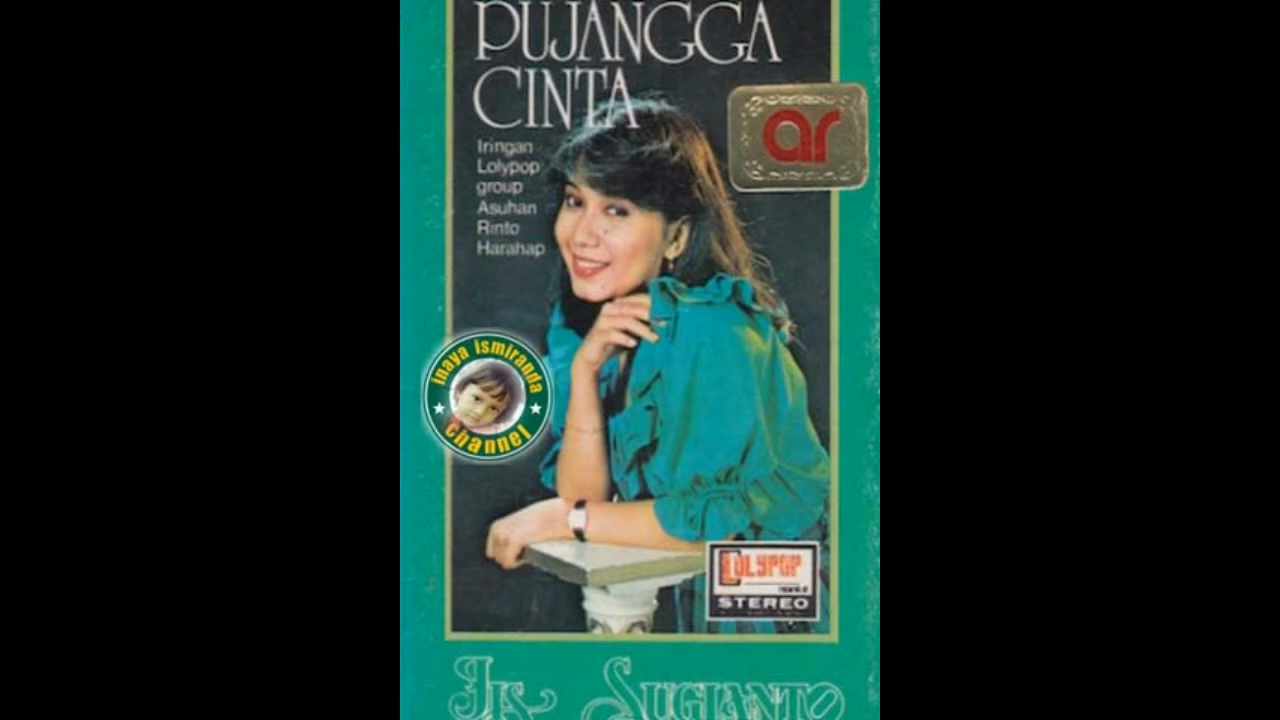 PUJANGGA
CINTA
Iringan
Lolypop
group
Asuhan
Rinto
Harahap
ar
inaya ismiranda
channel
LOLYPOP
STEREO
Iis Sugianto